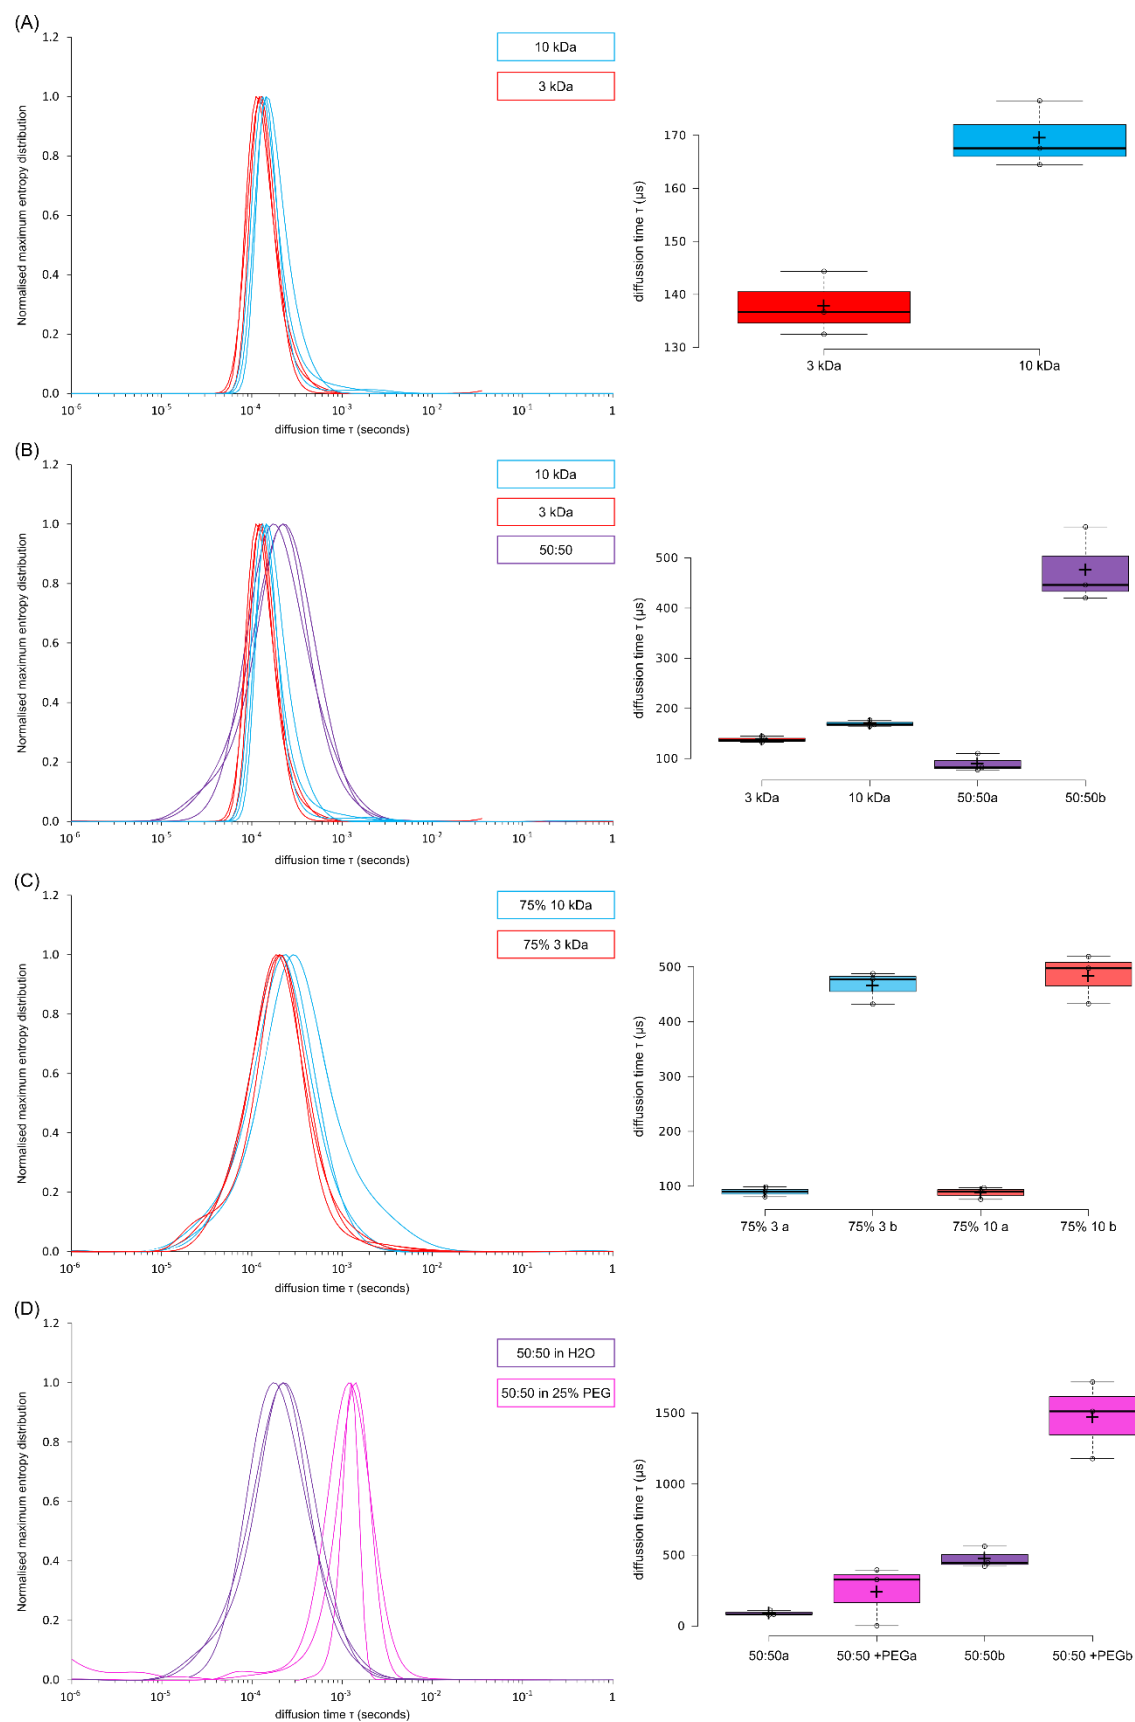 (A)
1.2
1.0
0.8
0.6
0.4
0.2
0.0
Normalised maximum entropy distribution
10 kDa
3 kDa
10-6 10-5 10-4 10-3 10-2 10-1 1
diffusion time τ (seconds)
170
160
150
140
130
diffussion time τ (µs)
3 kDa 10 kDa
(B)
1.2
1.0
0.8
0.6
0.4
0.2
0.0
Normalised maximum entropy distribution
10 kDa
3 kDa
50:50
10-6 10-5 10-4 10-3 10-2 10-1 1
diffusion time τ (seconds)
500
400
300
200
100
diffussion time τ (µs)
3 kDa 10 kDa 50:50a 50:50b
(C)
1.2
1.0
0.8
0.6
0.4
0.2
0.0
Normalised maximum entropy distribution
75% 10 kDa
75% 3 kDa
10-6 10-5 10-4 10-3 10-2 10-1 1
diffusion time τ (seconds)
500
400
300
200
100
diffussion time τ (µs)
75% 3 a 75% 3 b 75% 10 a 75% 10 b
(D)
1.2
1.0
0.8
0.6
0.4
0.2
0.0
Normalised maximum entropy distribution
50:50 in H2O
50:50 in 25% PEG
10-6 10-5 10-4 10-3 10-2 10-1 1
diffusion time τ (seconds)
1500
1000
500
0
diffussion time τ (µs)
50:50a 50:50 +PEGa 50:50b 50:50 +PEGb